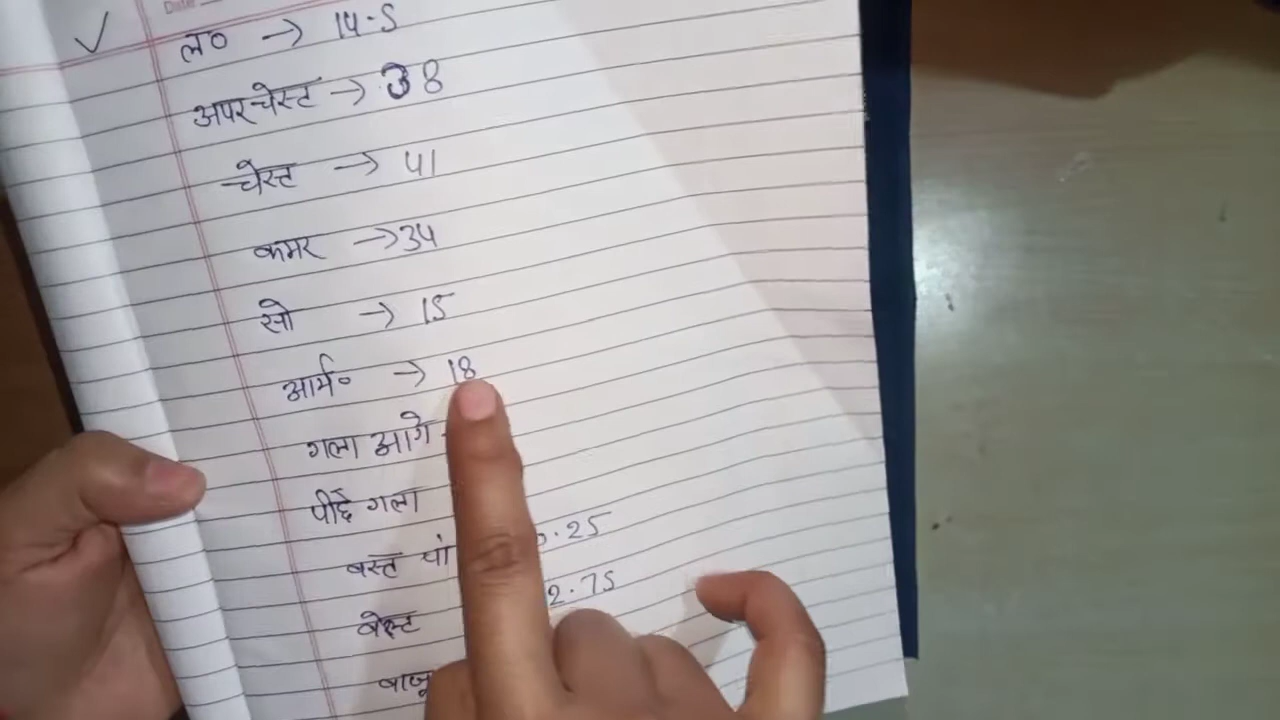 Date
ल० → 14.5
अपरचेस्ट → 38
चेस्ट → 41
कमर → 34
सो → 15
आर्म० → 18
गला आगे
पीछे गला
बस्ट .25
वेस्ट 2.75
बाजू